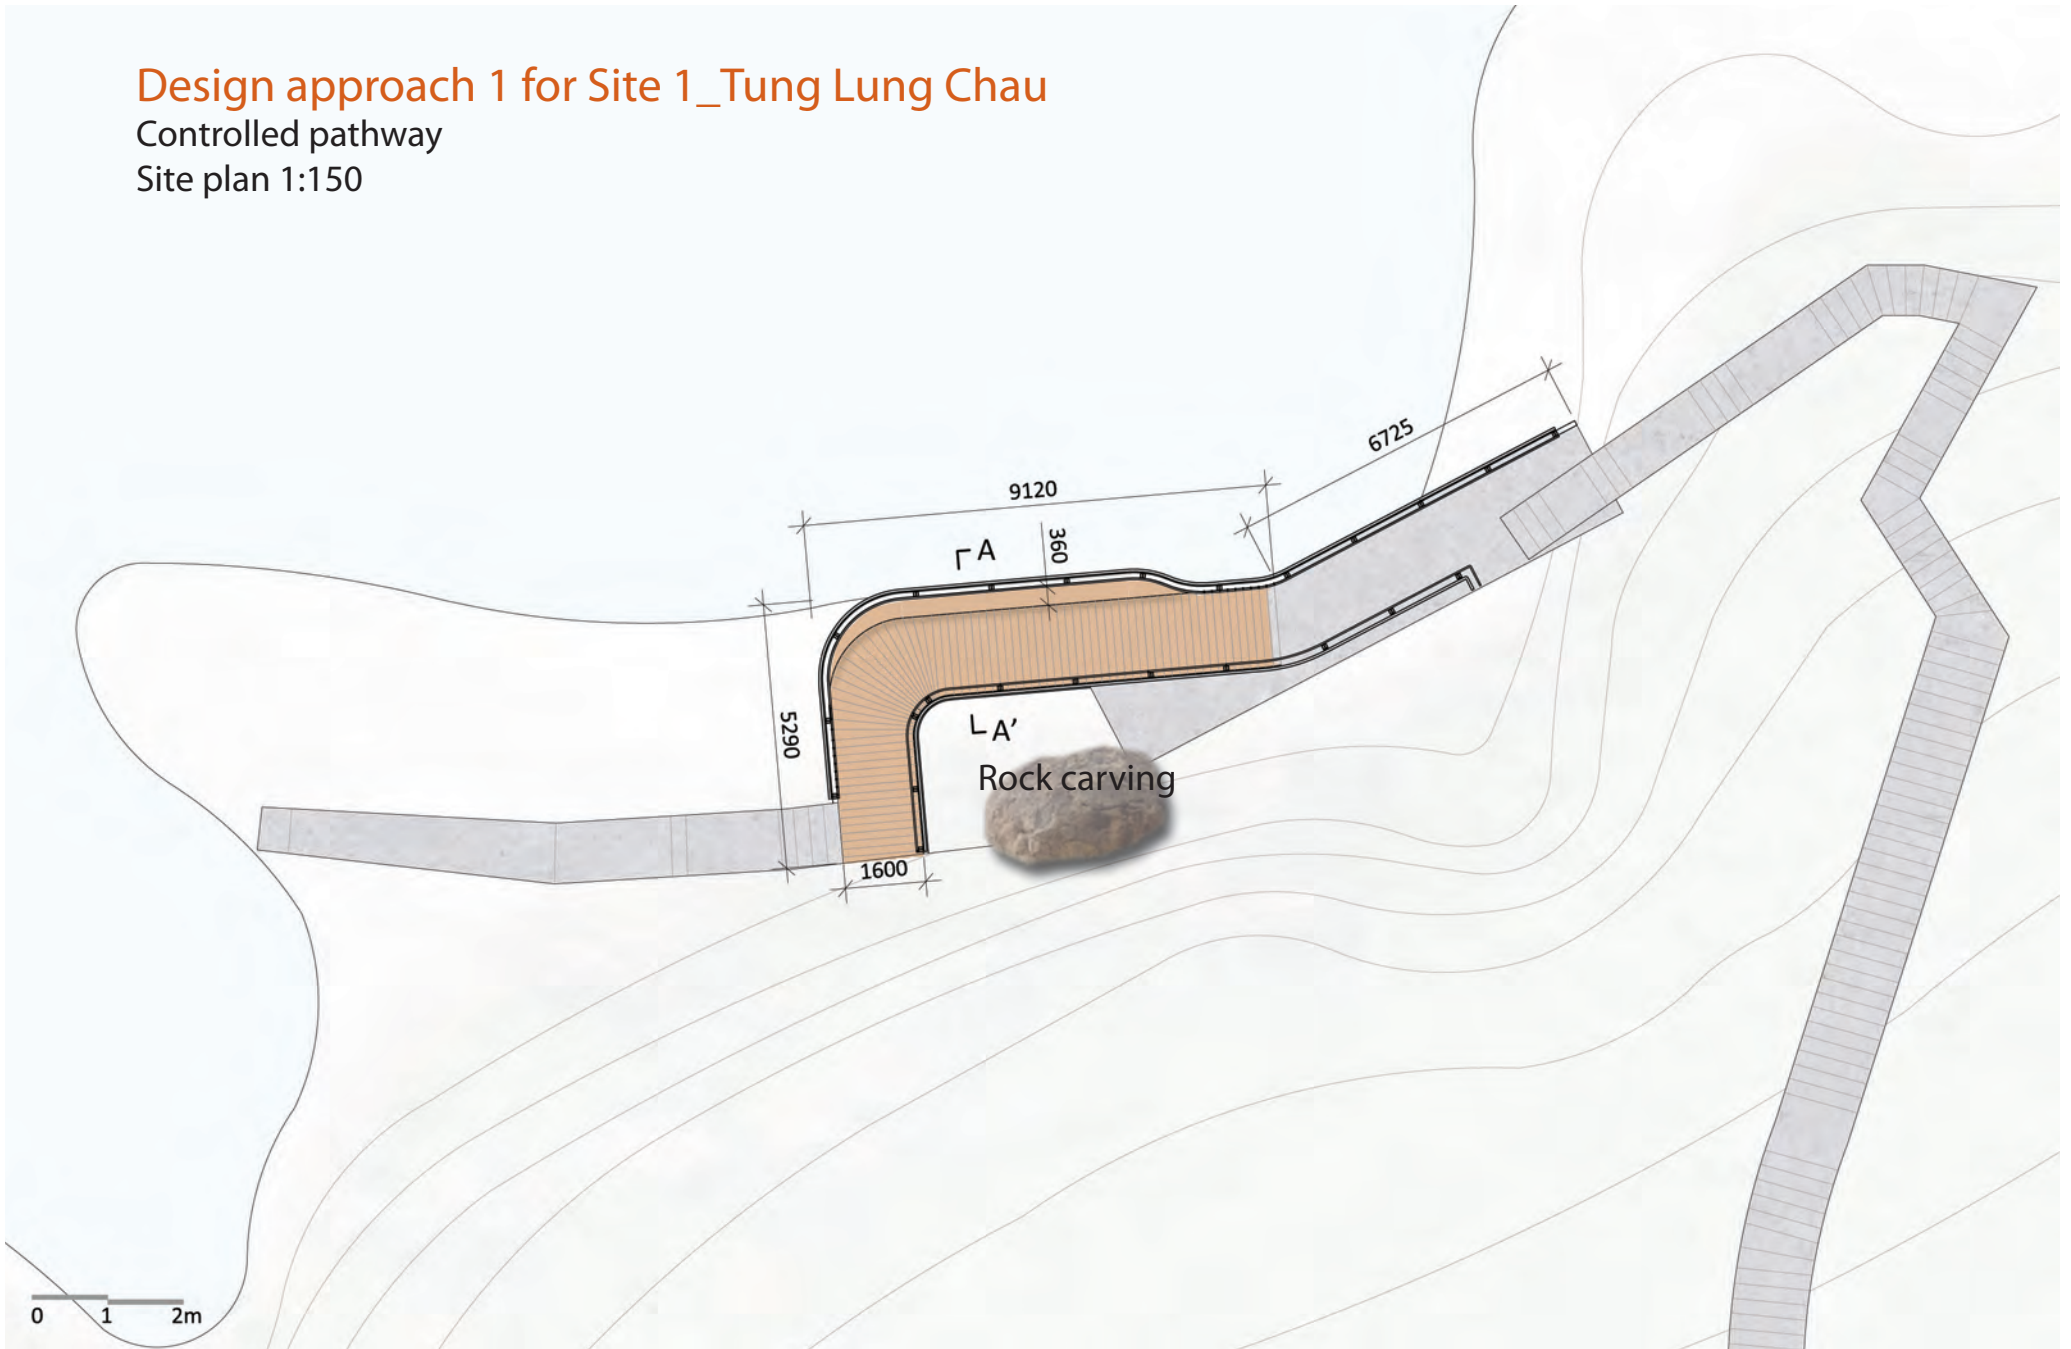 Design approach 1 for Site 1_Tung Lung Chau
Controlled pathway
Site plan 1:150
6725
9120
360
A
5290
A’
Rock carving
1600
0 1 2m